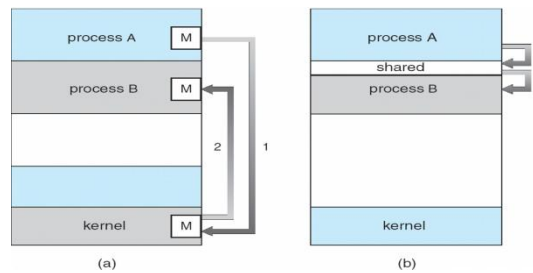 process A M
process B M
2 1
kernel M
(a)
process A
shared
process B
kernel
(b)